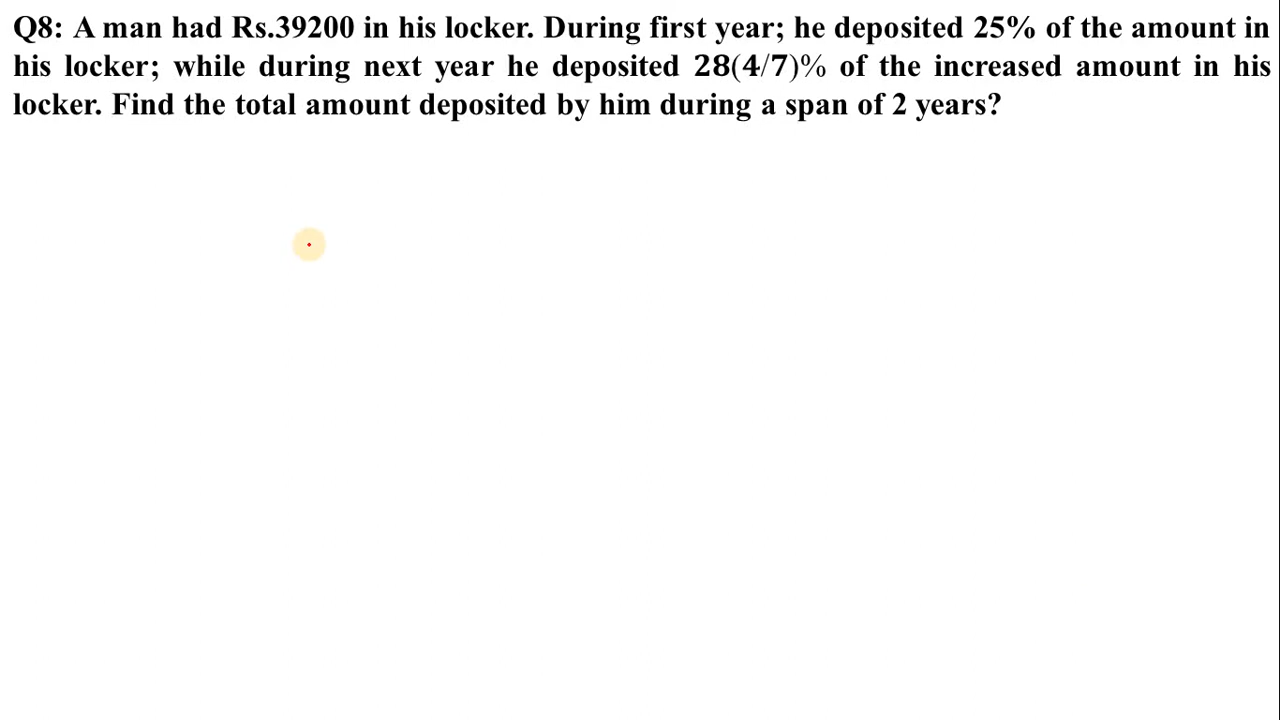 Q8: A man had Rs.39200 in his locker. During first year; he deposited 25% of the amount in
his locker; while during next year he deposited 28(4/7)% of the increased amount in his
locker. Find the total amount deposited by him during a span of 2 years?